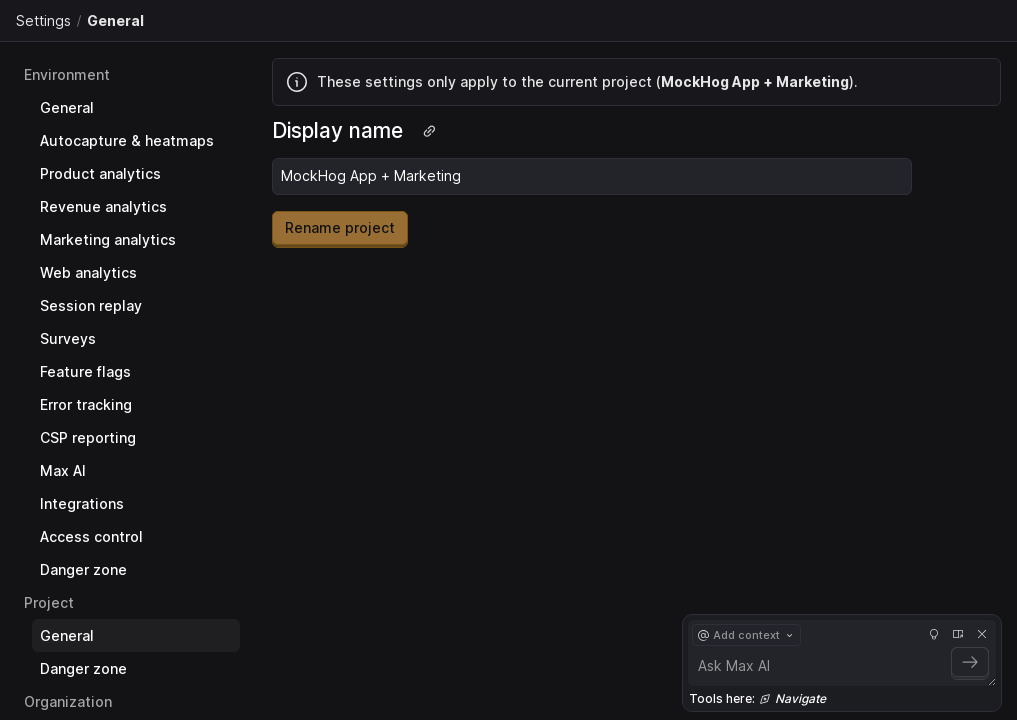 Settings / General
Environment
General
Autocapture & heatmaps
Product analytics
Revenue analytics
Marketing analytics
Web analytics
Session replay
Surveys
Feature flags
Error tracking
CSP reporting
Max AI
Integrations
Access control
Danger zone
Project
General
Danger zone
Organization
These settings only apply to the current project (MockHog App + Marketing).
Display name
MockHog App + Marketing
Rename project
@ Add context
Ask Max AI
Tools here: Navigate